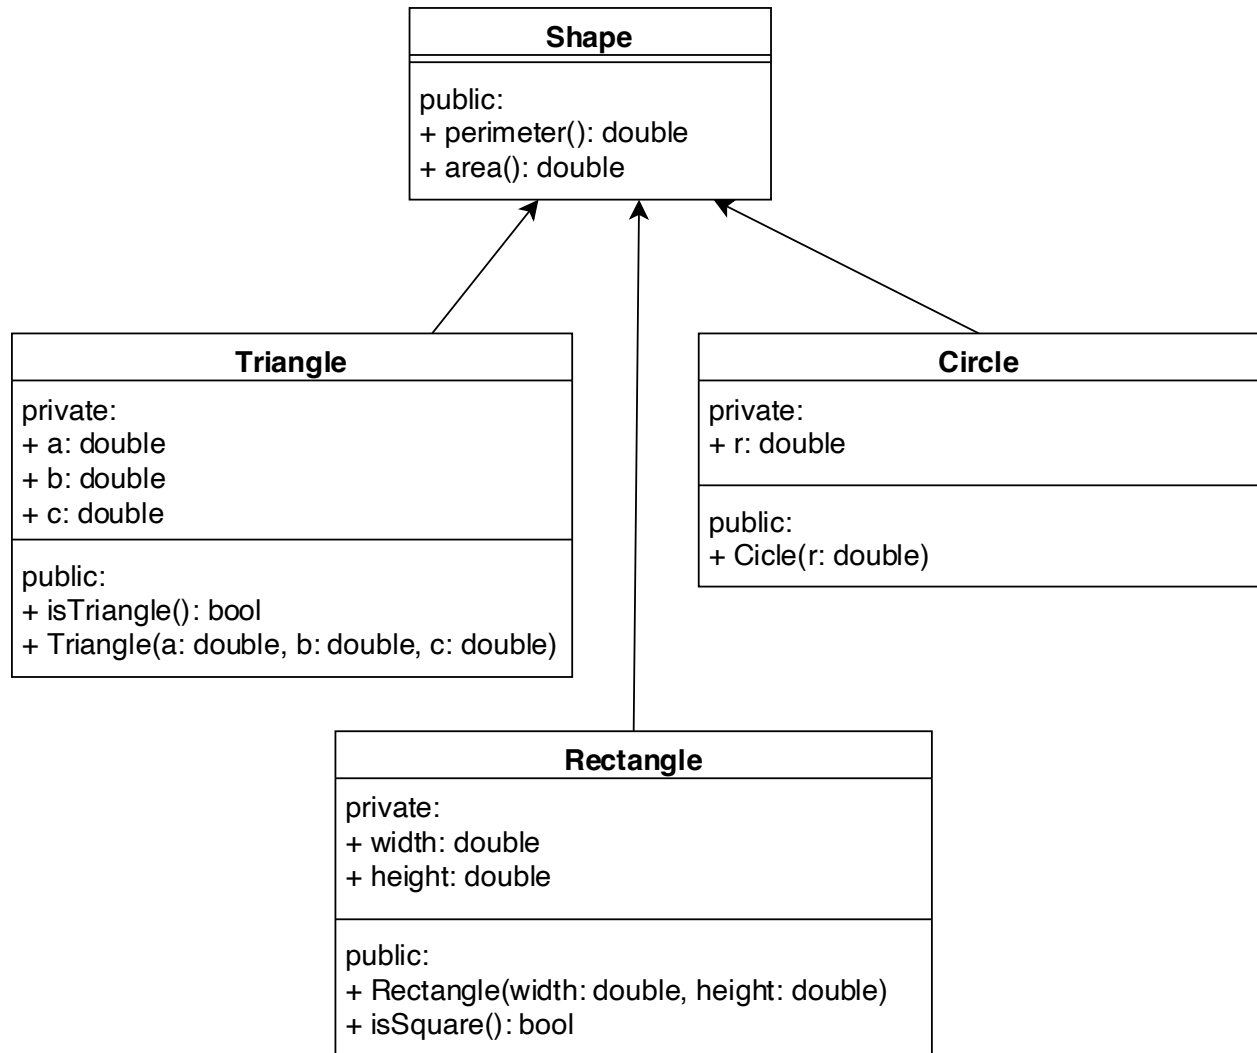 Shape
public:
+ perimeter(): double
+ area(): double
Triangle
private:
+ a: double
+ b: double
+ c: double
public:
+ isTriangle(): bool
+ Triangle(a: double, b: double, c: double)
Circle
private:
+ r: double
public:
+ Cicle(r: double)
Rectangle
private:
+ width: double
+ height: double
public:
+ Rectangle(width: double, height: double)
+ isSquare(): bool